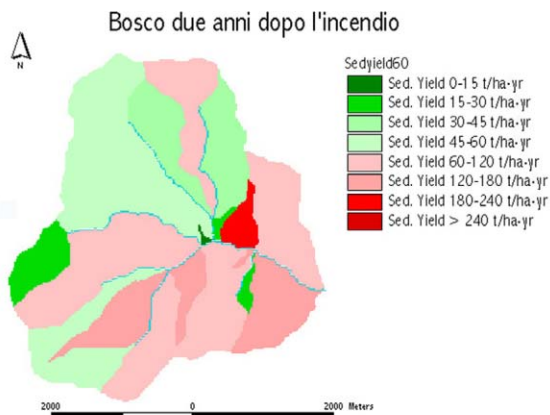 Bosco due anni dopo l'incendio
N
Sedyield60
Sed. Yield 0-15 t/ha·yr
Sed. Yield 15-30 t/ha·yr
Sed. Yield 30-45 t/ha·yr
Sed. Yield 45-60 t/ha·yr
Sed. Yield 60-120 t/ha·yr
Sed. Yield 120-180 t/ha·yr
Sed. Yield 180-240 t/ha·yr
Sed. Yield > 240 t/ha·yr
2000 0 2000 Meters